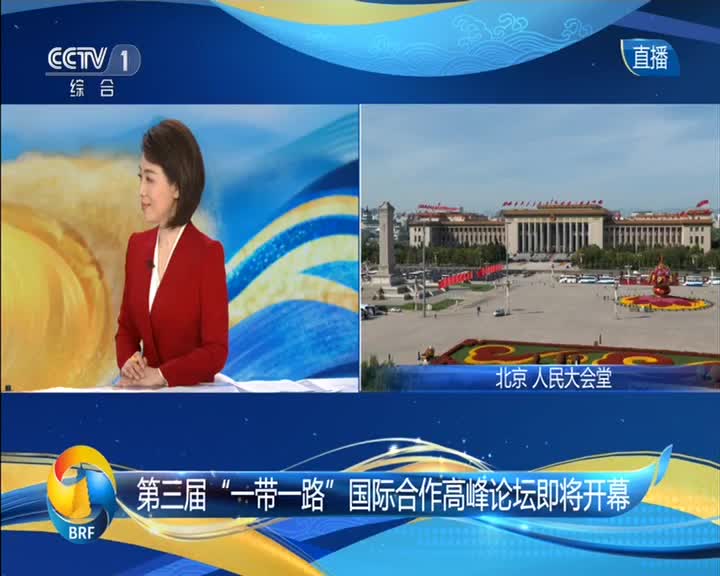 CCTV 1
综合
直播
北京 人民大会堂
第三届“一带一路”国际合作高峰论坛即将开幕
BRF